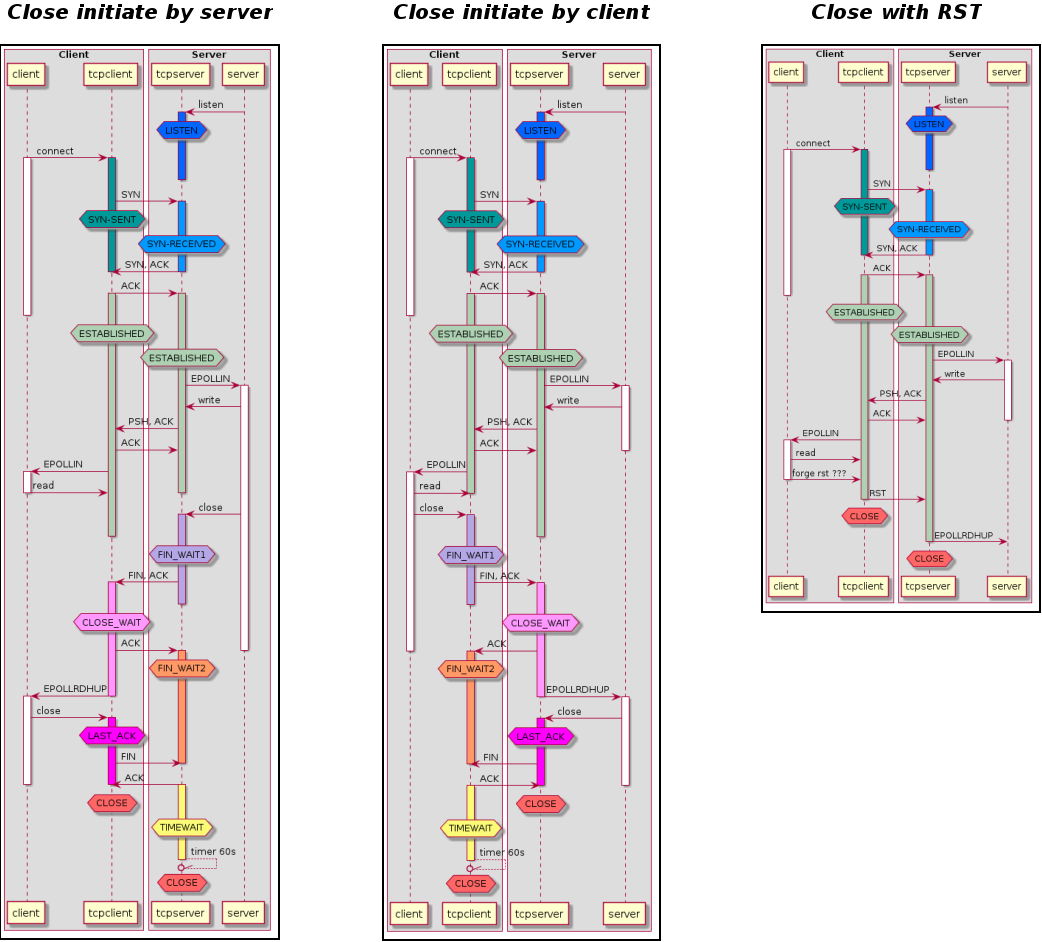 Close initiate by server
Client
Server
client
tcpclient
tcpserver
server
listen
LISTEN
connect
SYN
SYN-SENT
SYN-RECEIVED
SYN, ACK
ACK
ESTABLISHED
ESTABLISHED
EPOLLIN
write
PSH, ACK
ACK
EPOLLIN
read
close
FIN_WAIT1
FIN, ACK
CLOSE_WAIT
ACK
FIN_WAIT2
EPOLLRDHUP
close
LAST_ACK
FIN
ACK
CLOSE
TIMEWAIT
timer 60s
CLOSE
client
tcpclient
tcpserver
server
Close initiate by client
Client
Server
client
tcpclient
tcpserver
server
listen
LISTEN
connect
SYN
SYN-SENT
SYN-RECEIVED
SYN, ACK
ACK
ESTABLISHED
ESTABLISHED
EPOLLIN
write
PSH, ACK
ACK
EPOLLIN
read
close
FIN_WAIT1
FIN, ACK
CLOSE_WAIT
ACK
FIN_WAIT2
EPOLLRDHUP
close
LAST_ACK
FIN
ACK
CLOSE
TIMEWAIT
timer 60s
CLOSE
client
tcpclient
tcpserver
server
Close with RST
Client
Server
client
tcpclient
tcpserver
server
listen
LISTEN
connect
SYN
SYN-SENT
SYN-RECEIVED
SYN, ACK
ACK
ESTABLISHED
ESTABLISHED
EPOLLIN
write
PSH, ACK
ACK
EPOLLIN
read
forge rst ???
RST
CLOSE
EPOLLRDHUP
CLOSE
client
tcpclient
tcpserver
server